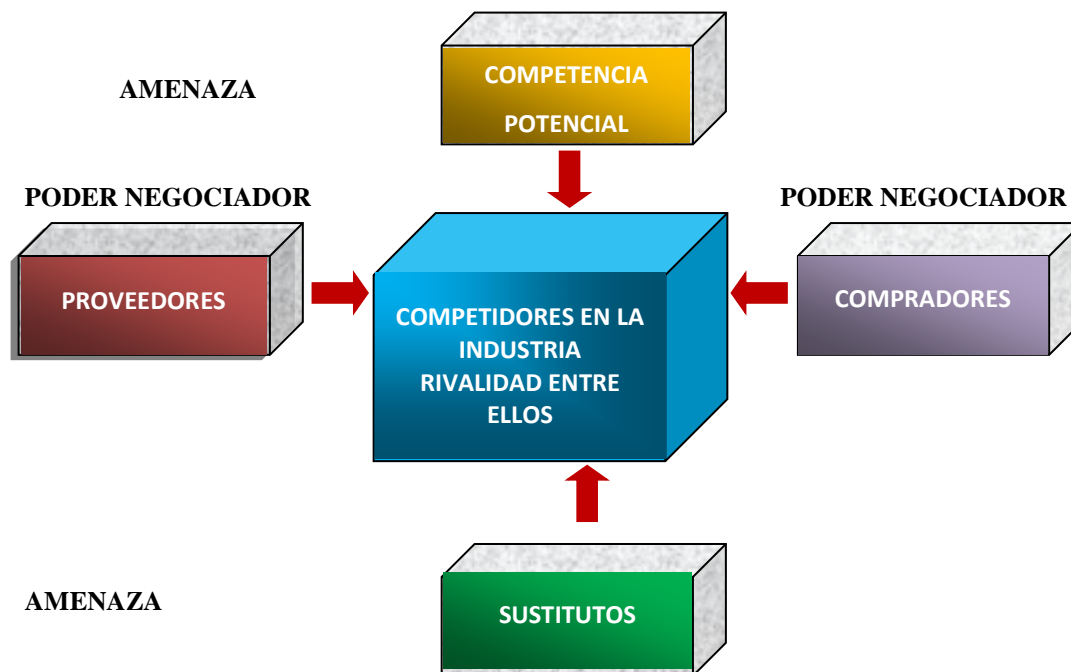 AMENAZA
COMPETENCIA
POTENCIAL
PODER NEGOCIADOR
PODER NEGOCIADOR
PROVEEDORES
COMPETIDORES EN LA
INDUSTRIA
RIVALIDAD ENTRE
ELLOS
COMPRADORES
AMENAZA
SUSTITUTOS